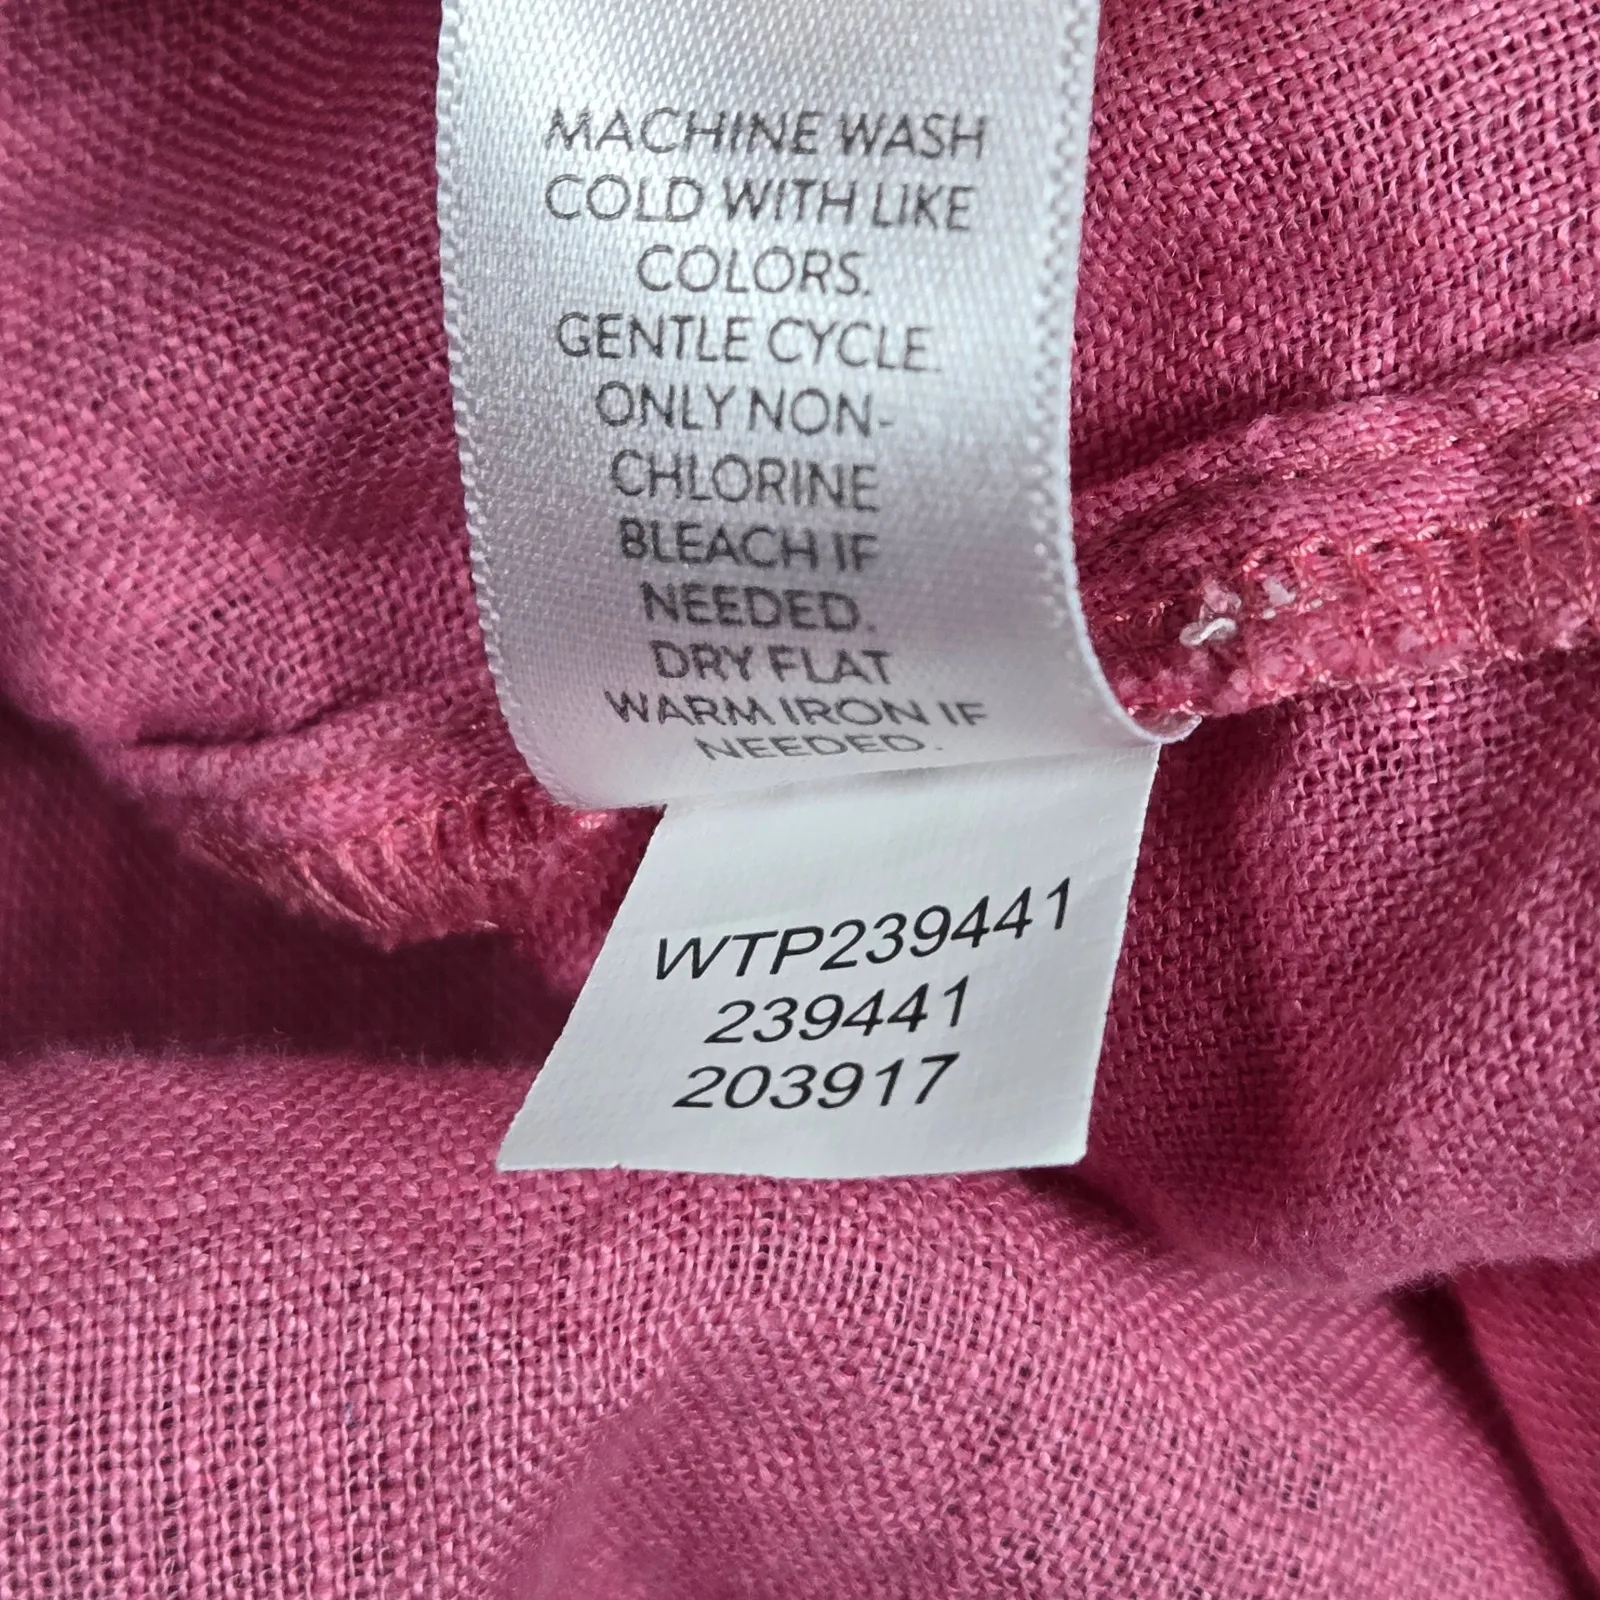 MACHINE WASH
COLD WITH LIKE
COLORS.
GENTLE CYCLE.
ONLY NON-
CHLORINE
BLEACH IF
NEEDED.
DRY FLAT
WARM IRON IF
NEEDED.
WTP239441
239441
203917